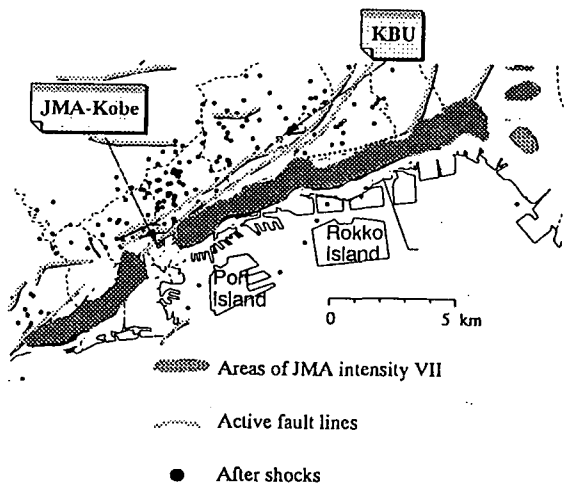 KBU
JMA-Kobe
Rokko
Island
Port
Island
0 5 km
Areas of JMA intensity VII
Active fault lines
After shocks